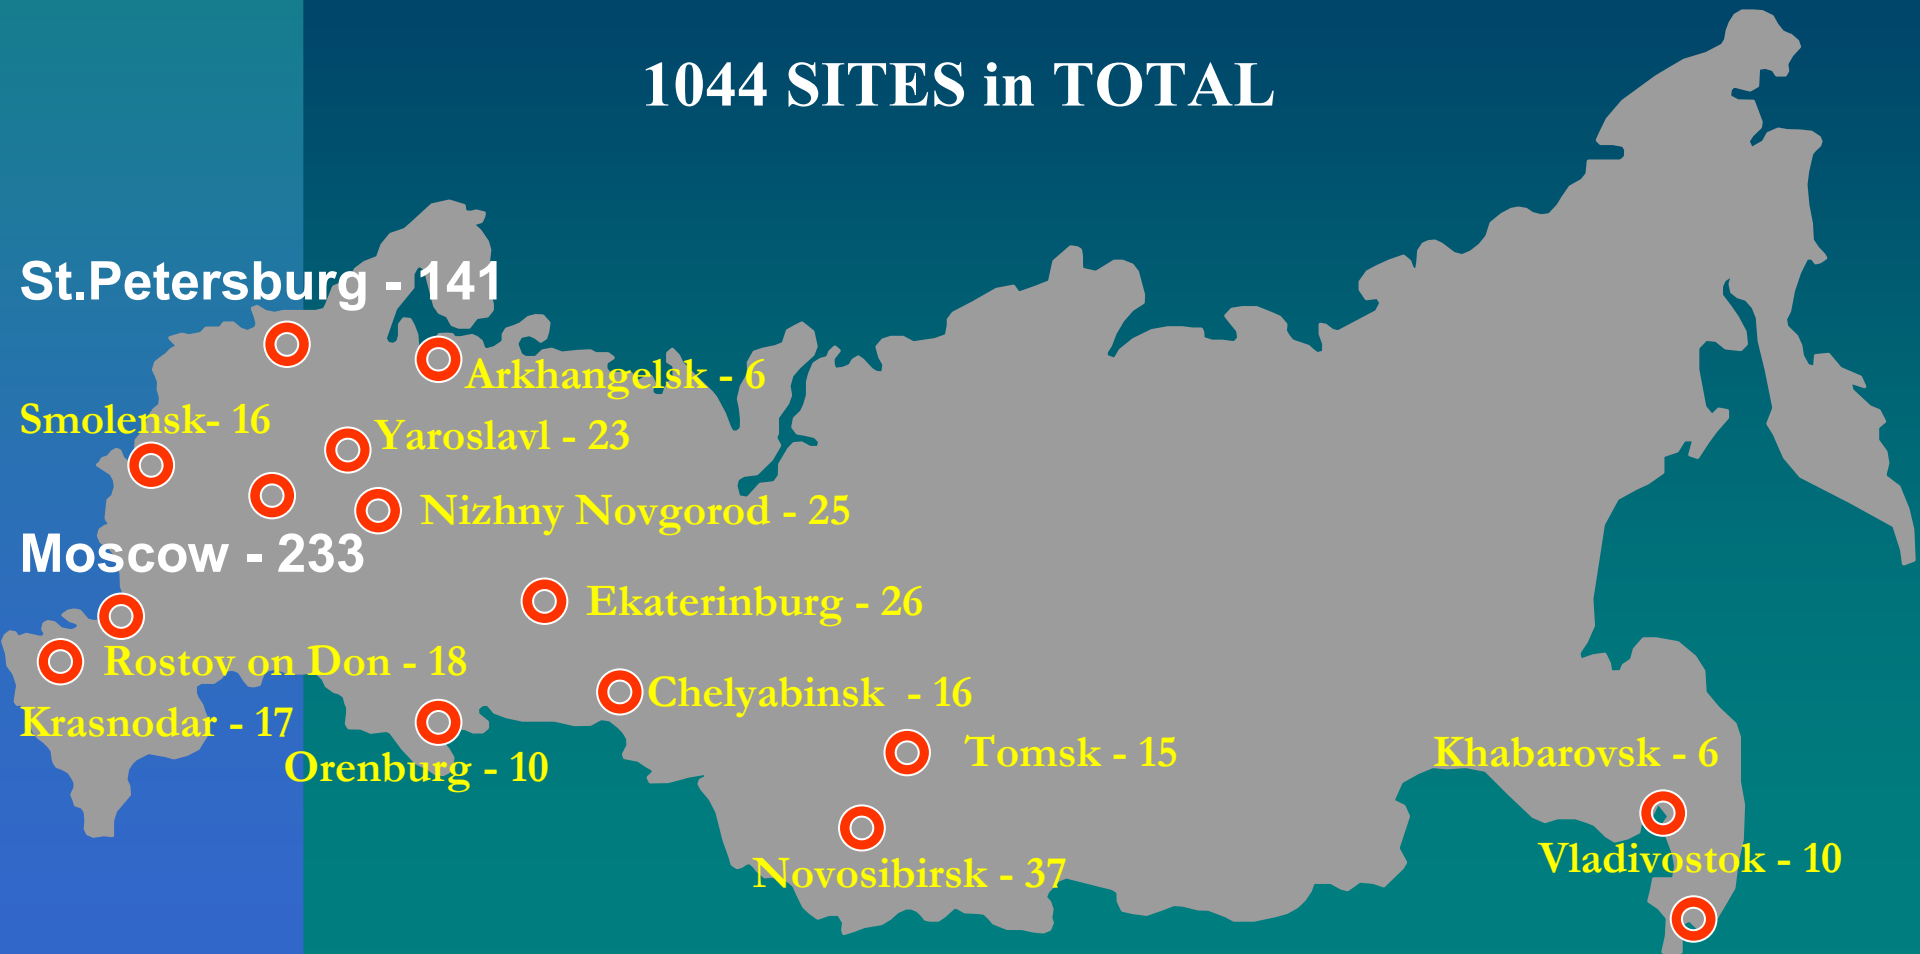 1044 SITES in TOTAL
St.Petersburg - 141
Arkhangelsk - 6
Smolensk- 16
Yaroslavl - 23
Nizhny Novgorod - 25
Moscow - 233
Ekaterinburg - 26
Rostov on Don - 18
Chelyabinsk - 16
Krasnodar - 17
Orenburg - 10
Tomsk - 15
Khabarovsk - 6
Vladivostok - 10
Novosibirsk - 37